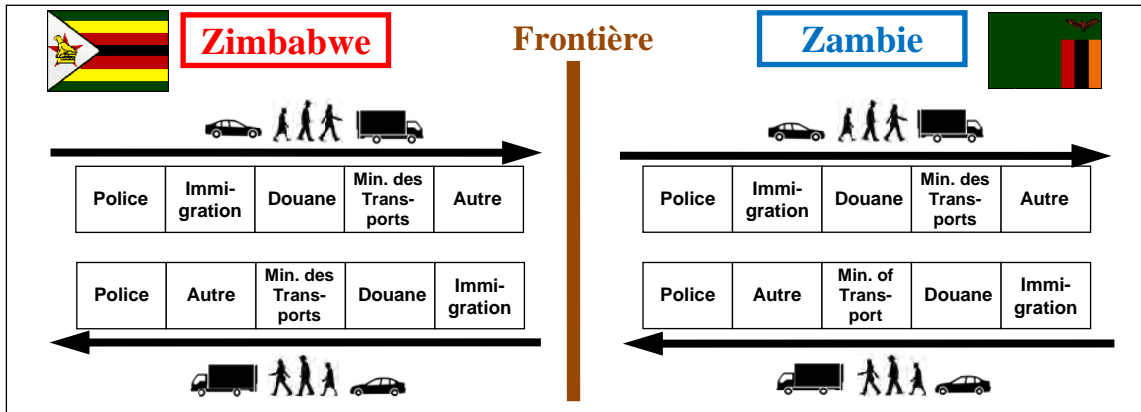 Zimbabwe
Frontière
Zambie
Police
Immi-
gration
Douane
Min. des
Trans-
ports
Autre
Police
Immi-
gration
Douane
Min. des
Trans-
ports
Autre
Police
Autre
Min. des
Trans-
ports
Douane
Immi-
gration
Police
Autre
Min. of
Trans-
port
Douane
Immi-
gration